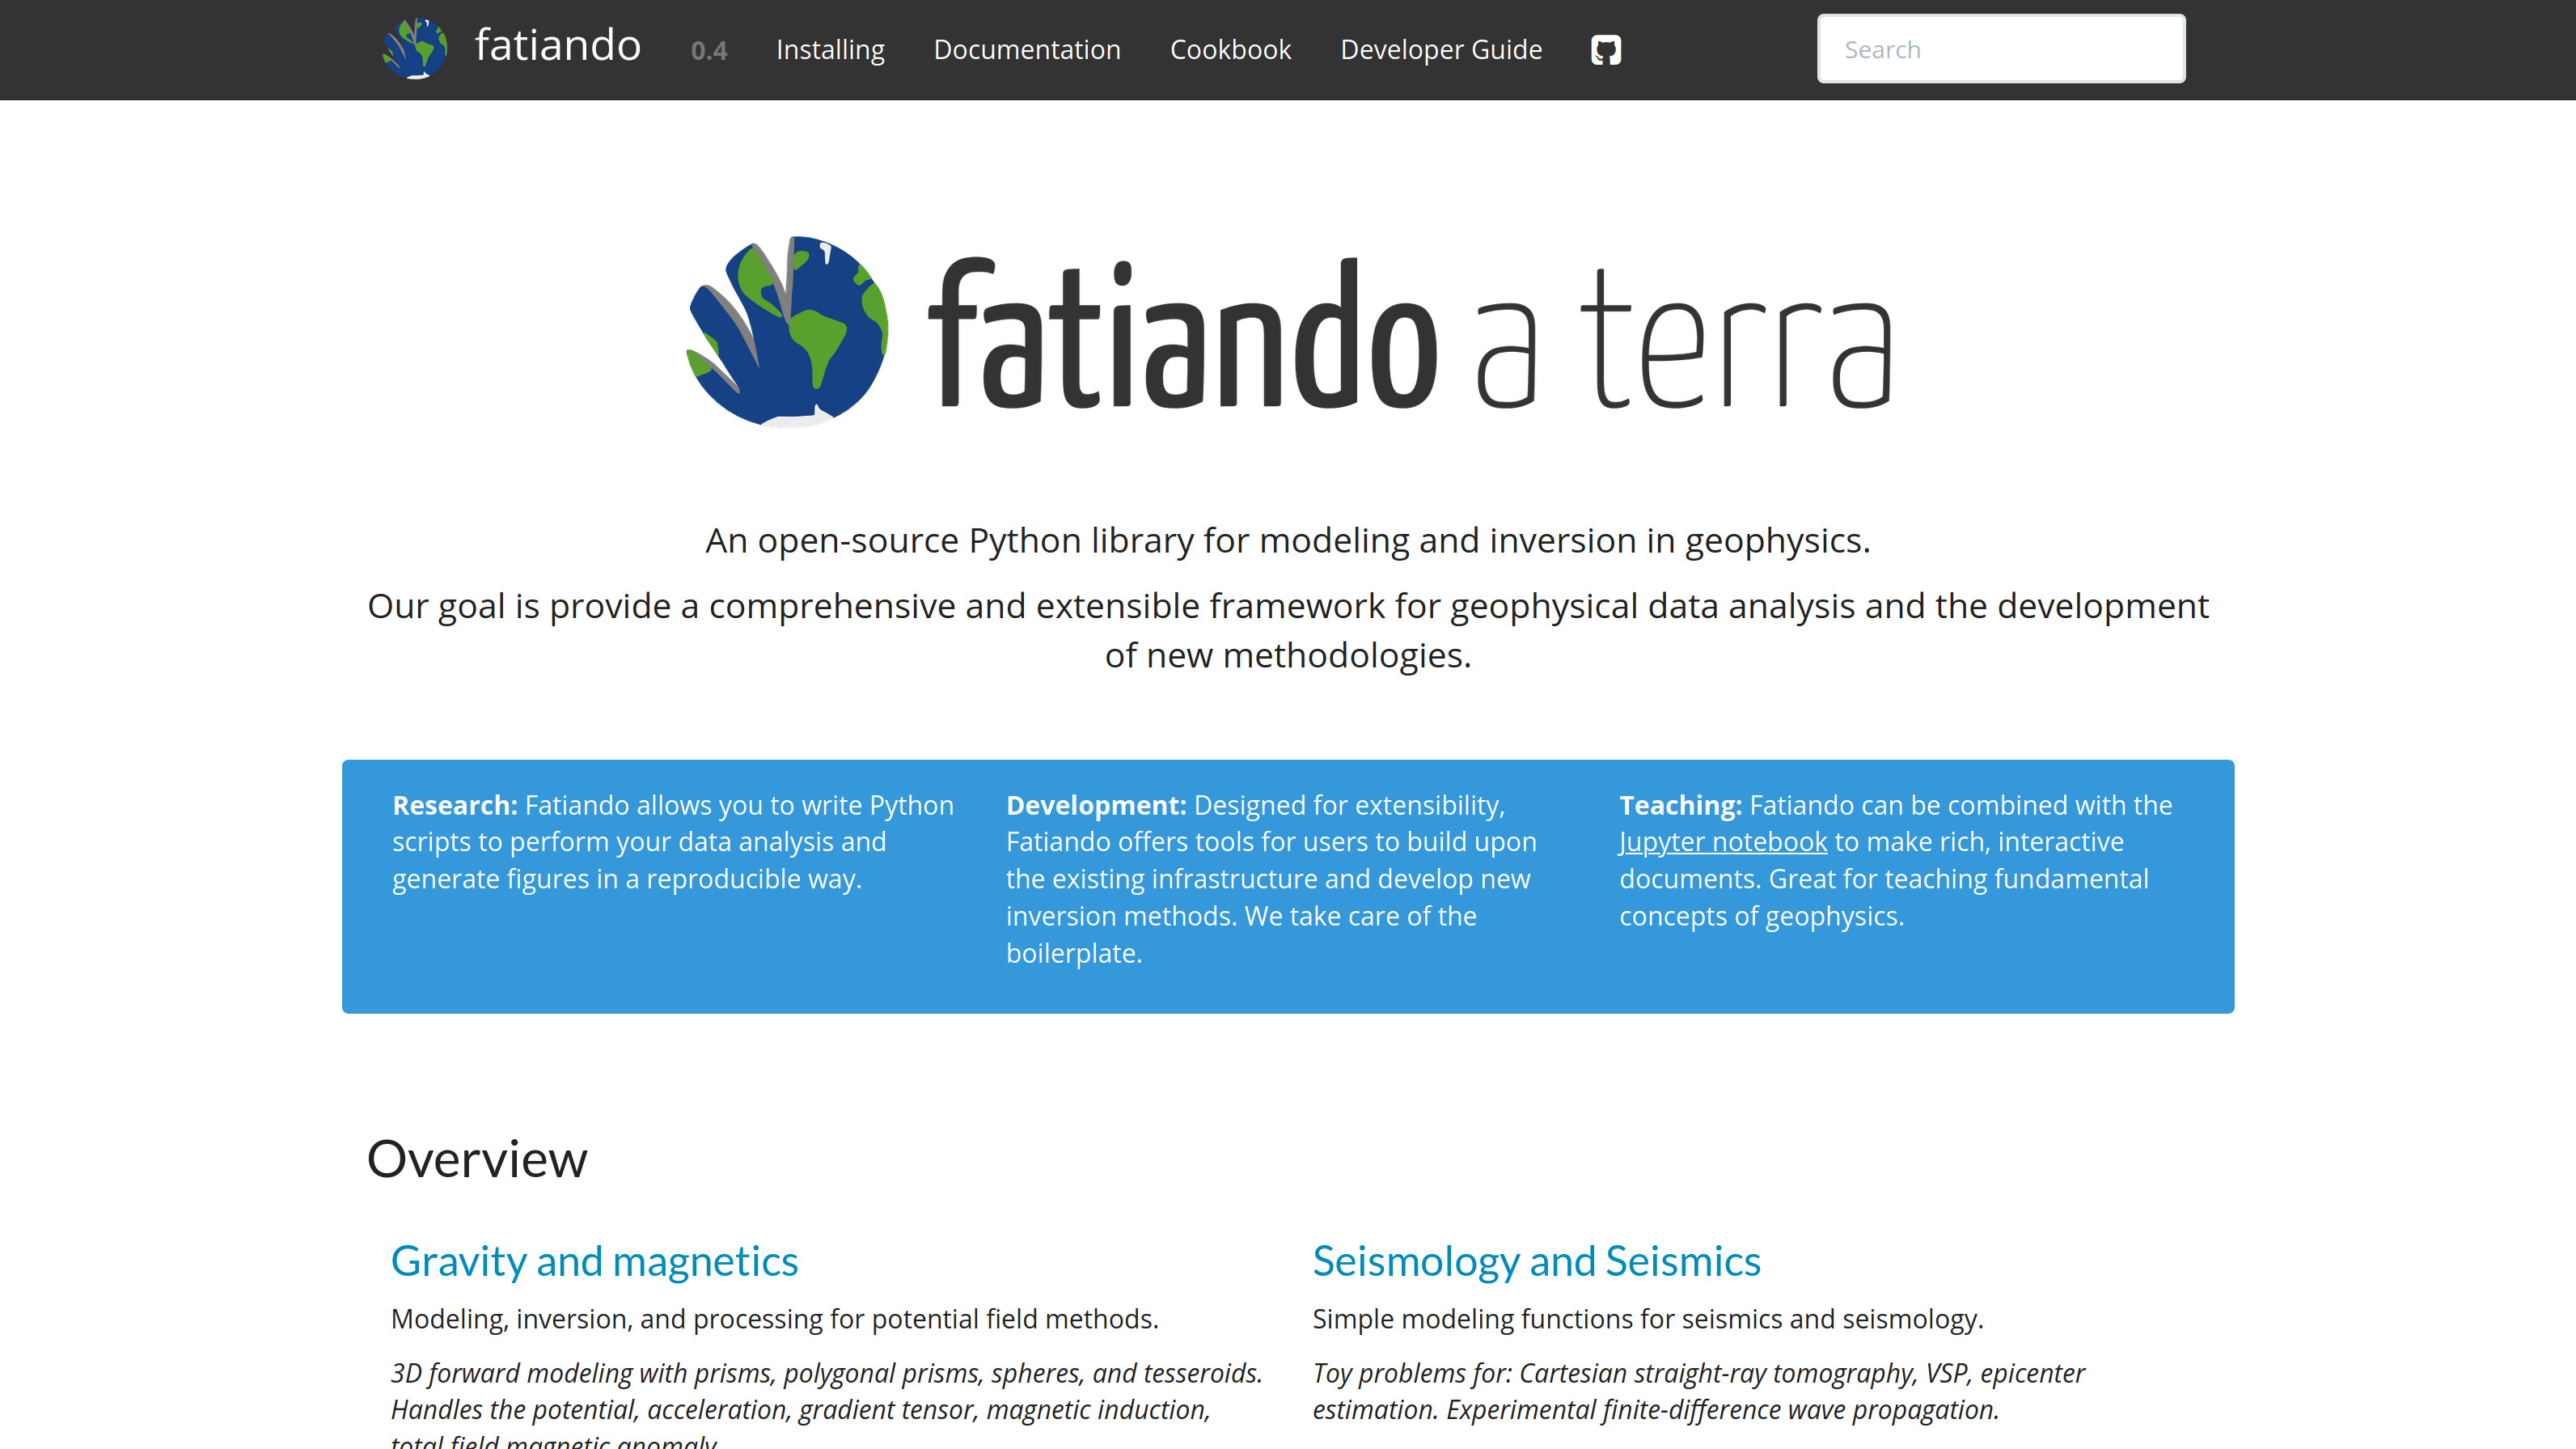 fatiando 0.4 Installing Documentation Cookbook Developer Guide Search
fatiando a terra
An open-source Python library for modeling and inversion in geophysics.
Our goal is provide a comprehensive and extensible framework for geophysical data analysis and the development
of new methodologies.
Research: Fatiando allows you to write Python
scripts to perform your data analysis and
generate figures in a reproducible way.
Development: Designed for extensibility,
Fatiando offers tools for users to build upon
the existing infrastructure and develop new
inversion methods. We take care of the
boilerplate.
Teaching: Fatiando can be combined with the
Jupyter notebook to make rich, interactive
documents. Great for teaching fundamental
concepts of geophysics.
Overview
Gravity and magnetics
Modeling, inversion, and processing for potential field methods.
3D forward modeling with prisms, polygonal prisms, spheres, and tesseroids.
Handles the potential, acceleration, gradient tensor, magnetic induction,
total field magnetic anomaly.
Seismology and Seismics
Simple modeling functions for seismics and seismology.
Toy problems for: Cartesian straight-ray tomography, VSP, epicenter
estimation. Experimental finite-difference wave propagation.